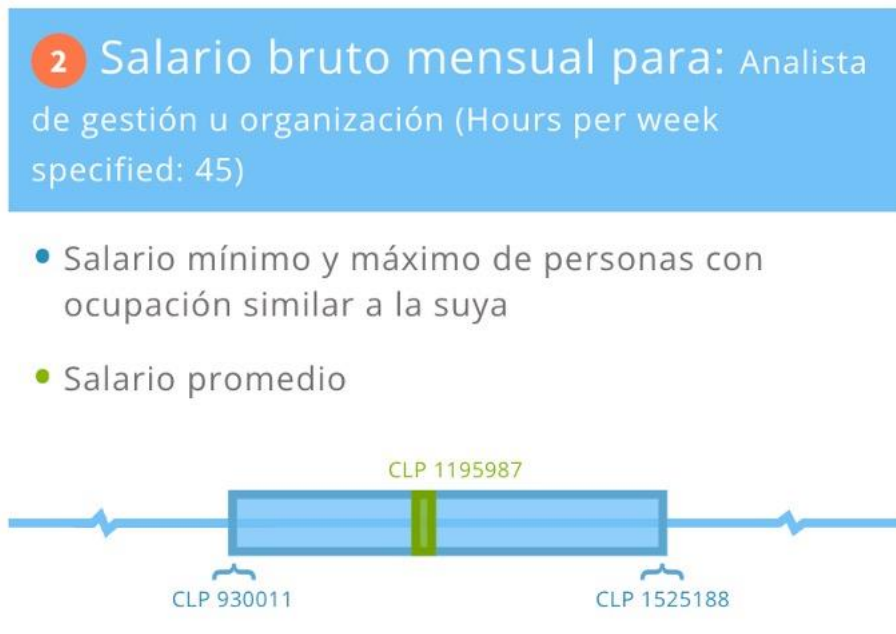 2 Salario bruto mensual para: Analista
de gestión u organización (Hours per week
specified: 45)
• Salario mínimo y máximo de personas con
ocupación similar a la suya
• Salario promedio
CLP 1195987
CLP 930011 CLP 1525188